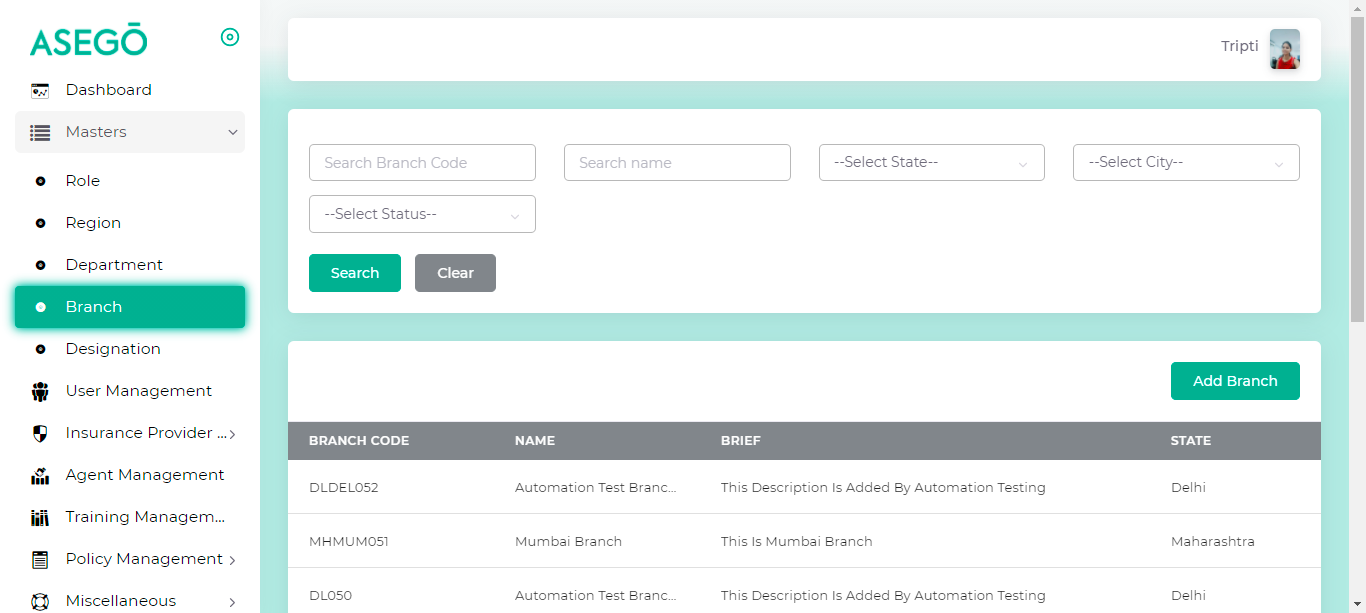 ASEGŌ
Dashboard
Masters
Role
Region
Department
Branch
Designation
User Management
Insurance Provider ...
Agent Management
Training Managem...
Policy Management
Miscellaneous
Tripti
Search Branch Code
Search name
--Select State--
--Select City--
--Select Status--
Search
Clear
Add Branch
BRANCH CODE NAME BRIEF STATE
DLDEL052 Automation Test Branc... This Description Is Added By Automation Testing Delhi
MHMUM051 Mumbai Branch This Is Mumbai Branch Maharashtra
DL050 Automation Test Branc... This Description Is Added By Automation Testing Delhi